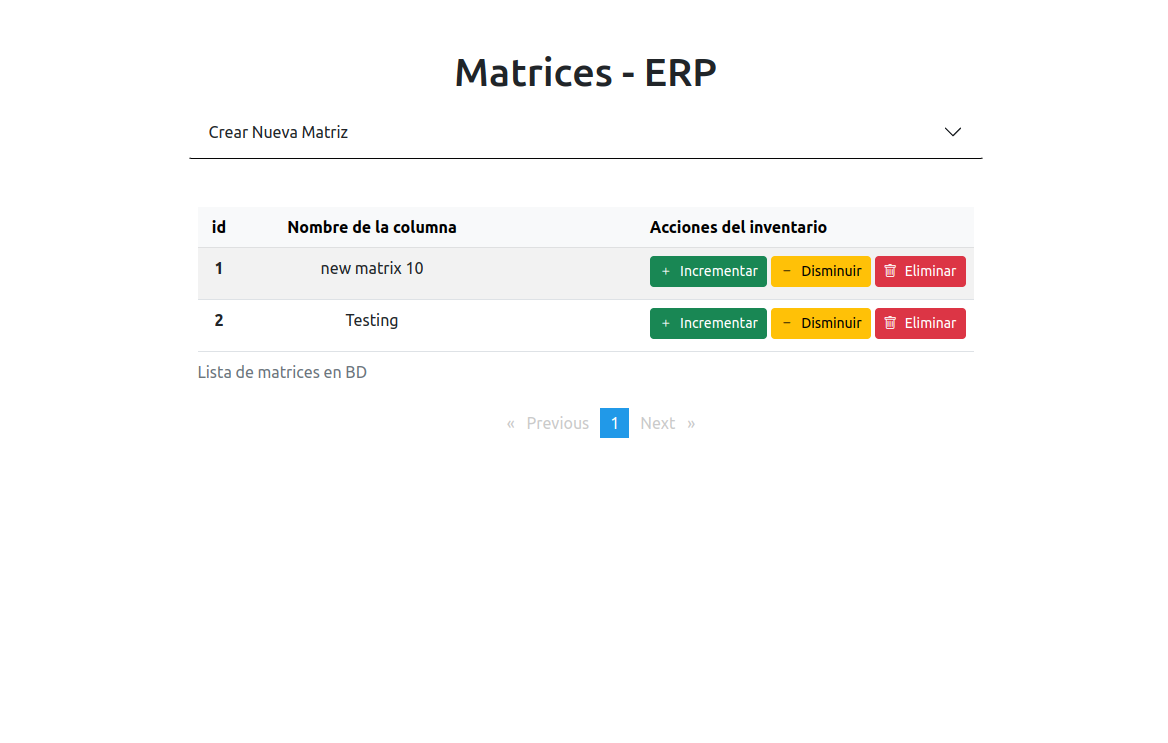 Matrices - ERP
Crear Nueva Matriz
id Nombre de la columna Acciones del inventario
1 new matrix 10 + Incrementar − Disminuir Eliminar
2 Testing + Incrementar − Disminuir Eliminar
Lista de matrices en BD
« Previous 1 Next »